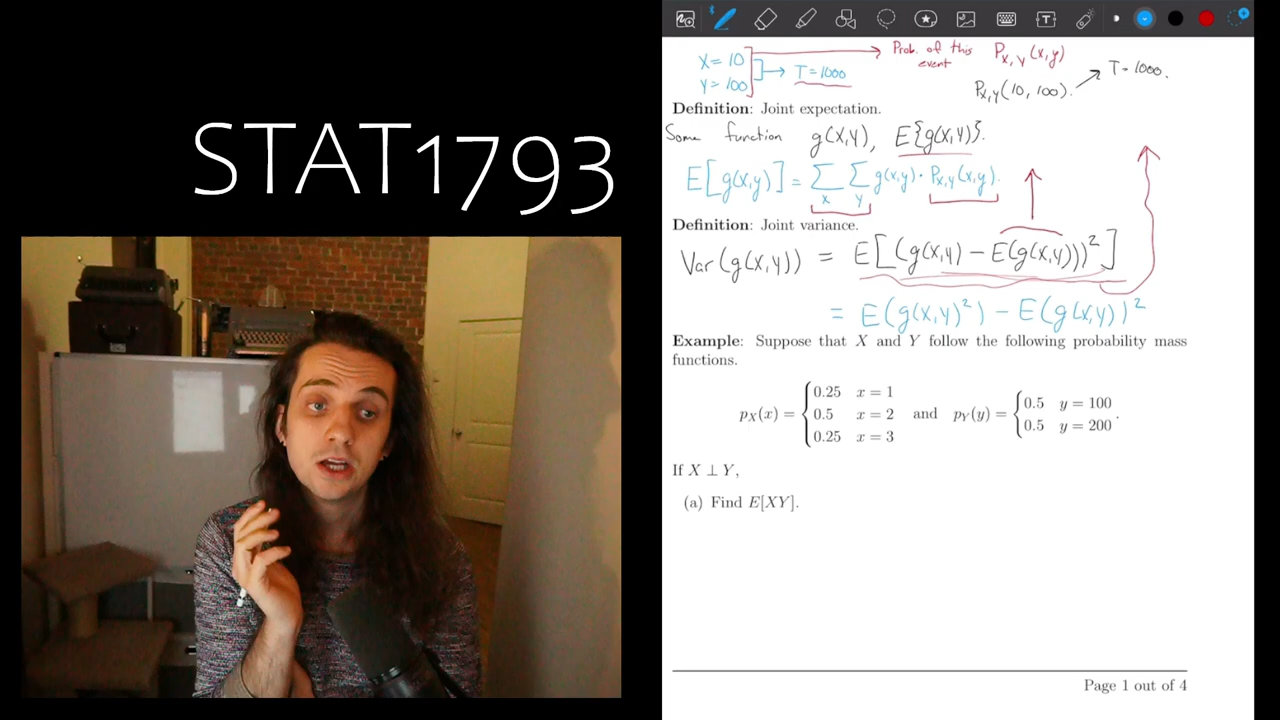 STAT1793
X = 10
Y = 100
T = 1000
Prob. of this
event
P_{X,Y}(x,y)
P_{X,Y}(10, 100).
T = 1000.
Definition: Joint expectation.
Some function g(X,Y), E{g(X,Y)}.
E[g(X,Y)] = ∑_x ∑_y g(x,y) · P_{X,Y}(x,y).
Definition: Joint variance.
Var(g(X,Y)) = E[(g(X,Y) − E(g(X,Y)))²]
= E(g(X,Y)²) − E(g(X,Y))²
Example: Suppose that X and Y follow the following probability mass
functions.
p_X(x) = { 0.25 x = 1
0.5 x = 2
0.25 x = 3
and p_Y(y) = { 0.5 y = 100
0.5 y = 200 .
If X ⊥ Y,
(a) Find E[XY].
Page 1 out of 4